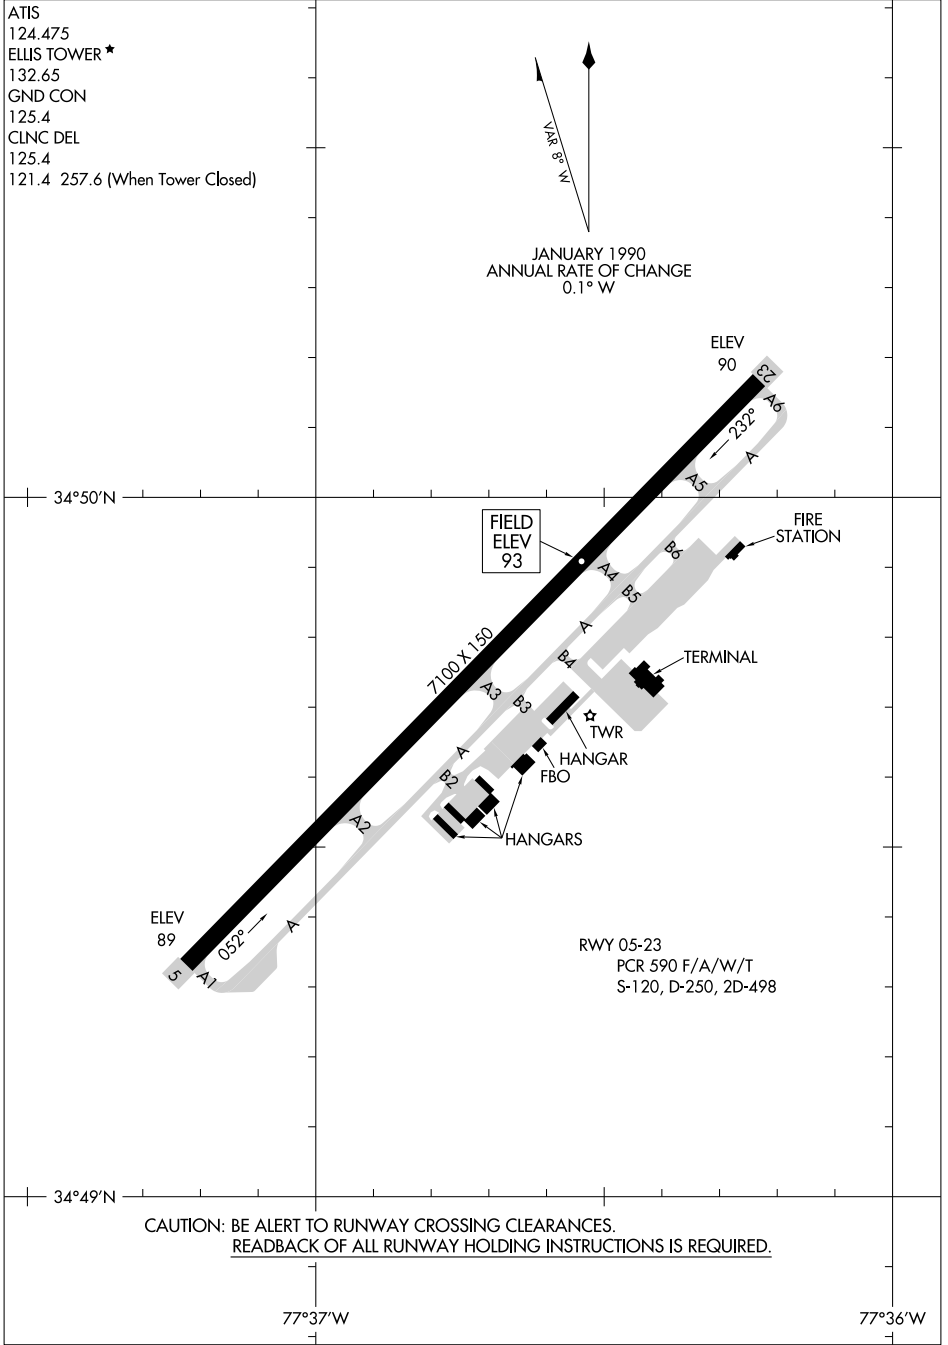 ATIS
124.475
ELLIS TOWER★
132.65
GND CON
125.4
CLNC DEL
125.4
121.4 257.6 (When Tower Closed)
VAR 8° W
JANUARY 1990
ANNUAL RATE OF CHANGE
0.1° W
ELEV
90
23
A6
232°
A
A5
34°50'N
FIELD
ELEV
93
FIRE
STATION
B6
A4
B5
A
7100 X 150
B4
TERMINAL
A3
B3
TWR
A
HANGAR
FBO
B2
A2
HANGARS
ELEV
89
052°
A
5
A1
RWY 05-23
PCR 590 F/A/W/T
S-120, D-250, 2D-498
34°49'N
CAUTION: BE ALERT TO RUNWAY CROSSING CLEARANCES.
READBACK OF ALL RUNWAY HOLDING INSTRUCTIONS IS REQUIRED.
77°37'W
77°36'W